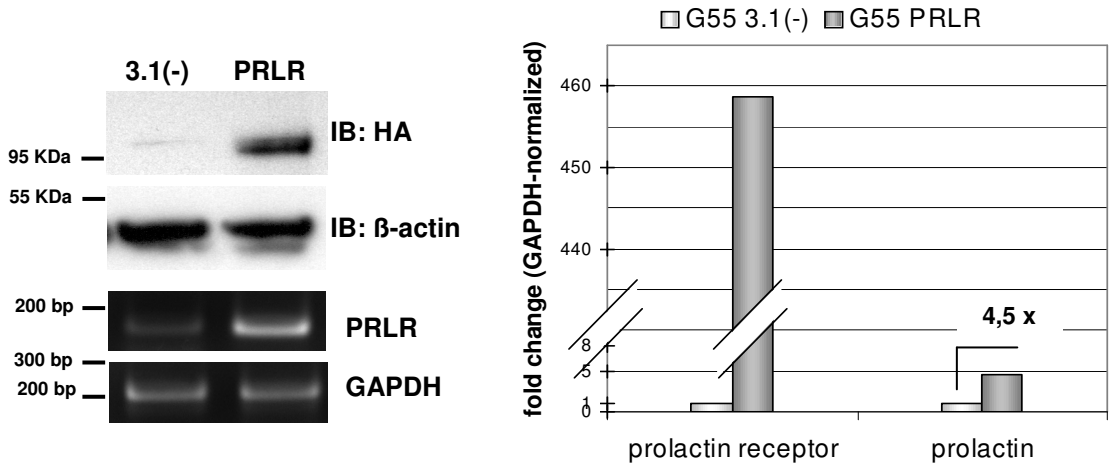 3.1(-) PRLR
IB: HA
95 KDa
55 KDa
IB: ß-actin
200 bp
PRLR
300 bp
200 bp
GAPDH
G55 3.1(-) G55 PRLR
fold change (GAPDH-normalized)
460
450
440
8
5
1
0
4,5 x
prolactin receptor prolactin